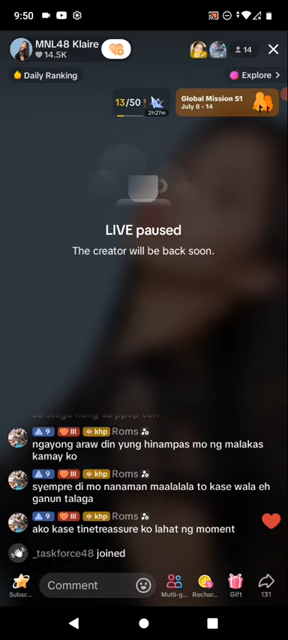 9:50
MNL48 Klaire
14.5K
14
Daily Ranking
Explore >
13/50
2h27m
Global Mission S1
July 8 - 14
LIVE paused
The creator will be back soon.
9 III khp Roms
ngayong araw din yung hinampas mo ng malakas
kamay ko
9 III khp Roms
syempre di mo nanaman maalalala to kase wala eh
ganun talaga
9 III khp Roms
ako kase tinetreassure ko lahat ng moment
_taskforce48 joined
Comment
Subsc...
Multi-g...
Rechar...
Gift
131